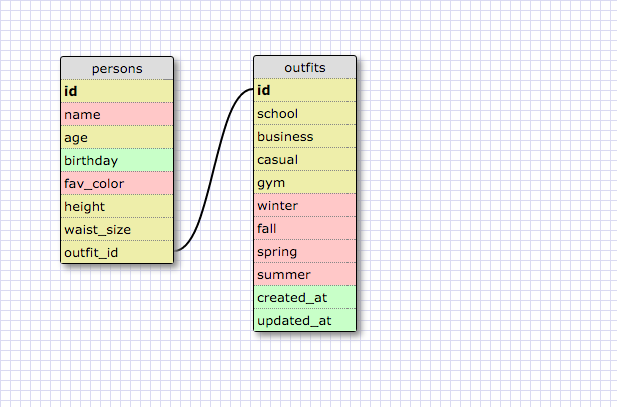 persons
id
name
age
birthday
fav_color
height
waist_size
outfit_id
outfits
id
school
business
casual
gym
winter
fall
spring
summer
created_at
updated_at